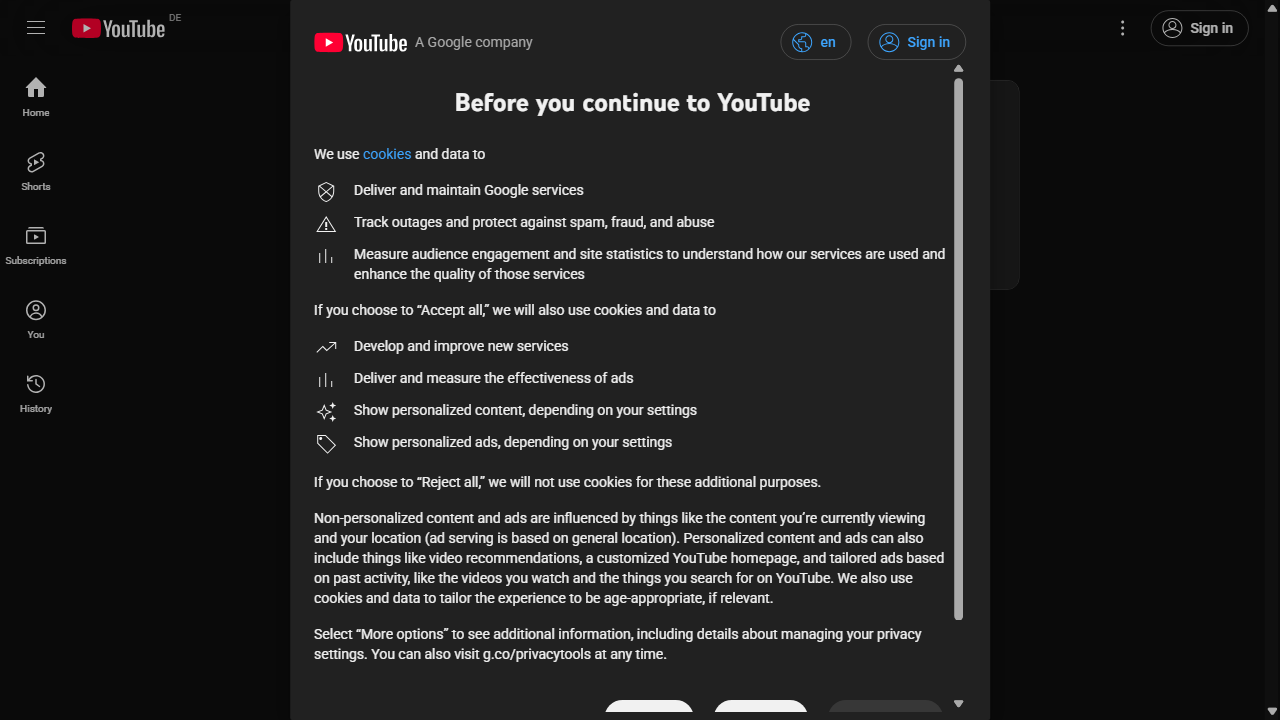 YouTube DE
Sign in
Home
Shorts
Subscriptions
You
History
YouTube A Google company
en
Sign in
Before you continue to YouTube
We use cookies and data to
Deliver and maintain Google services
Track outages and protect against spam, fraud, and abuse
Measure audience engagement and site statistics to understand how our services are used and
enhance the quality of those services
If you choose to “Accept all,” we will also use cookies and data to
Develop and improve new services
Deliver and measure the effectiveness of ads
Show personalized content, depending on your settings
Show personalized ads, depending on your settings
If you choose to “Reject all,” we will not use cookies for these additional purposes.
Non-personalized content and ads are influenced by things like the content you’re currently viewing
and your location (ad serving is based on general location). Personalized content and ads can also
include things like video recommendations, a customized YouTube homepage, and tailored ads based
on past activity, like the videos you watch and the things you search for on YouTube. We also use
cookies and data to tailor the experience to be age-appropriate, if relevant.
Select “More options” to see additional information, including details about managing your privacy
settings. You can also visit g.co/privacytools at any time.